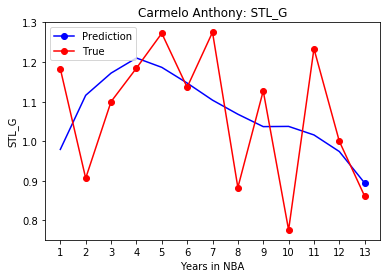 Carmelo Anthony: STL_G
Prediction
True
STL_G
1.3
1.2
1.1
1.0
0.9
0.8
1 2 3 4 5 6 7 8 9 10 11 12 13
Years in NBA